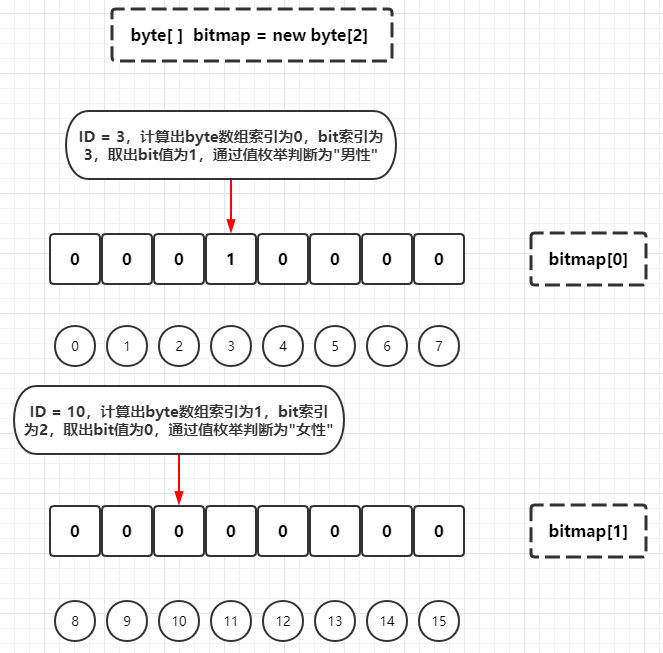 byte[ ]  bitmap = new byte[2]
ID = 3，计算出byte数组索引为0，bit索引为
3，取出bit值为1，通过值枚举判断为"男性"
0 0 0 1 0 0 0 0 bitmap[0]
0 1 2 3 4 5 6 7
ID = 10，计算出byte数组索引为1，bit索引
为2，取出bit值为0，通过值枚举判断为"女性"
0 0 0 0 0 0 0 0 bitmap[1]
8 9 10 11 12 13 14 15